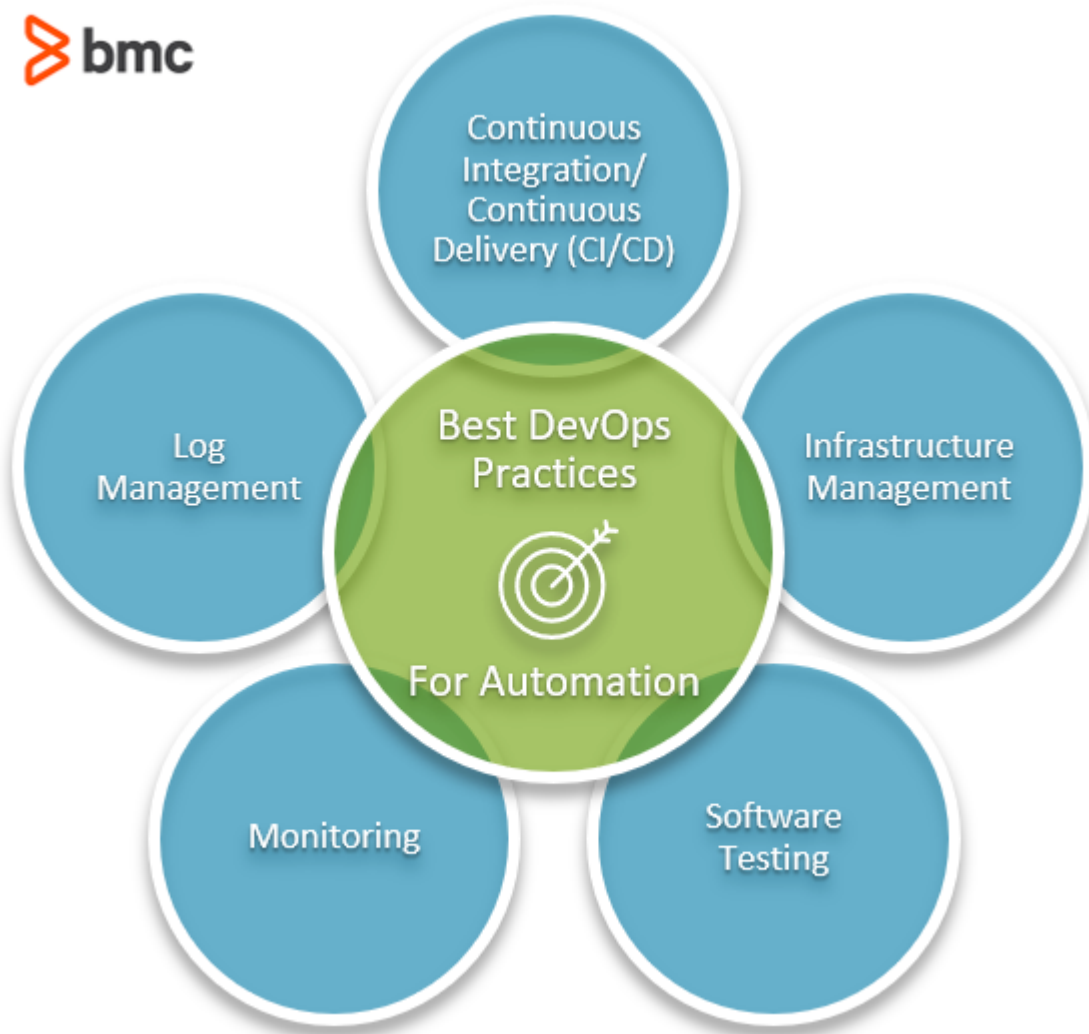 bmc
Continuous
Integration/
Continuous
Delivery (CI/CD)
Best DevOps
Practices
For Automation
Log
Management
Infrastructure
Management
Monitoring
Software
Testing